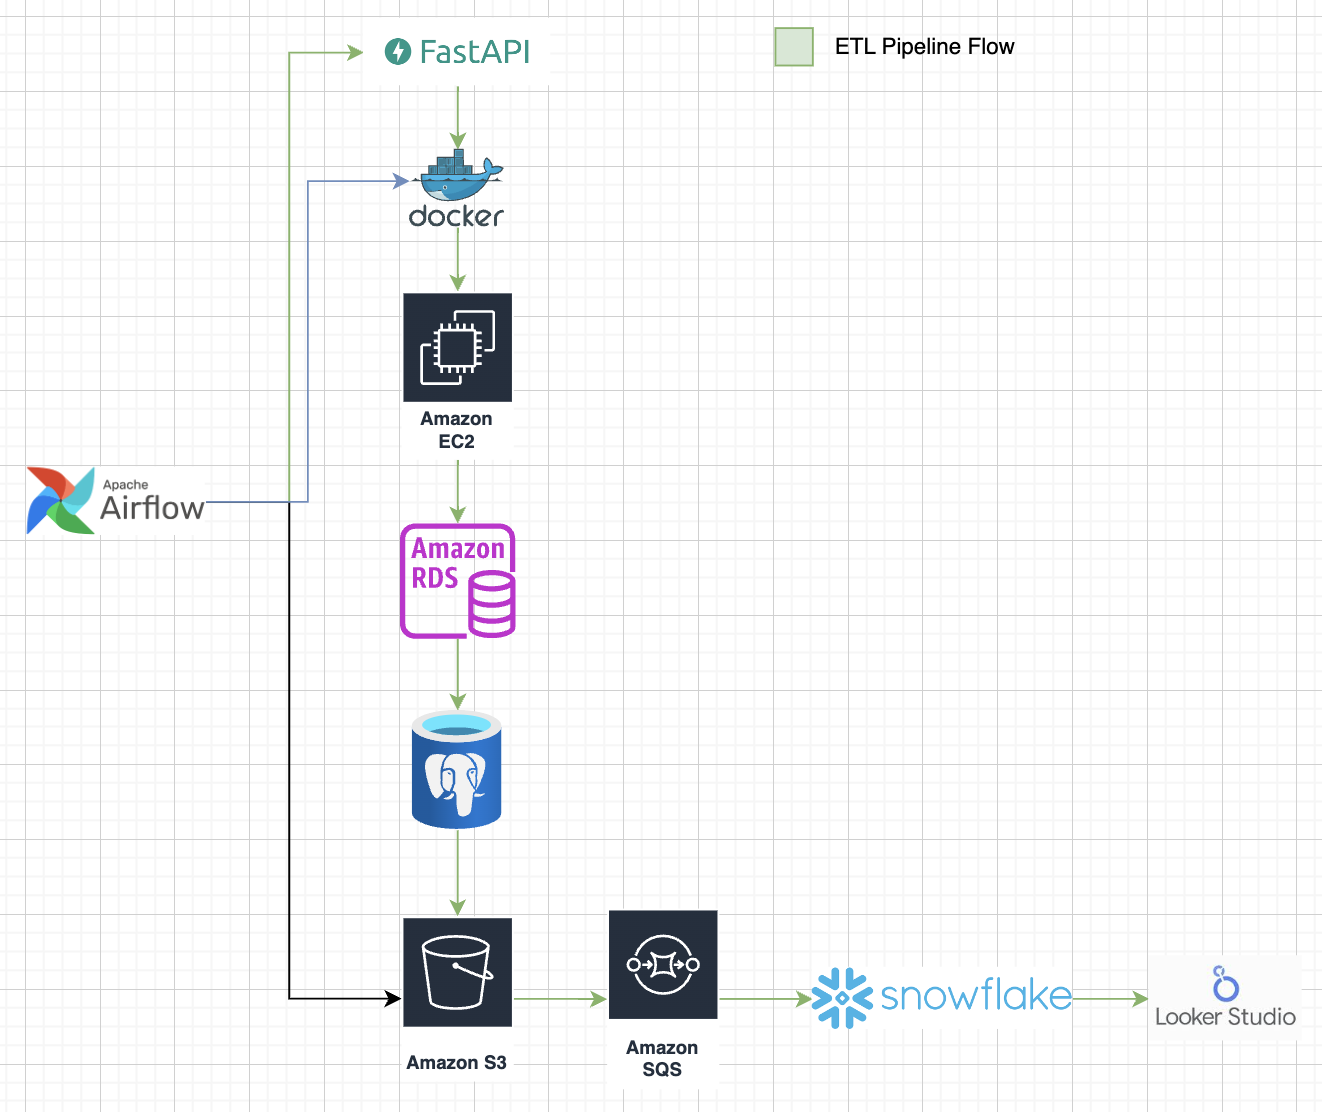 FastAPI
ETL Pipeline Flow
docker
Amazon
EC2
Apache
Airflow
Amazon
RDS
Amazon S3
Amazon
SQS
snowflake
Looker Studio